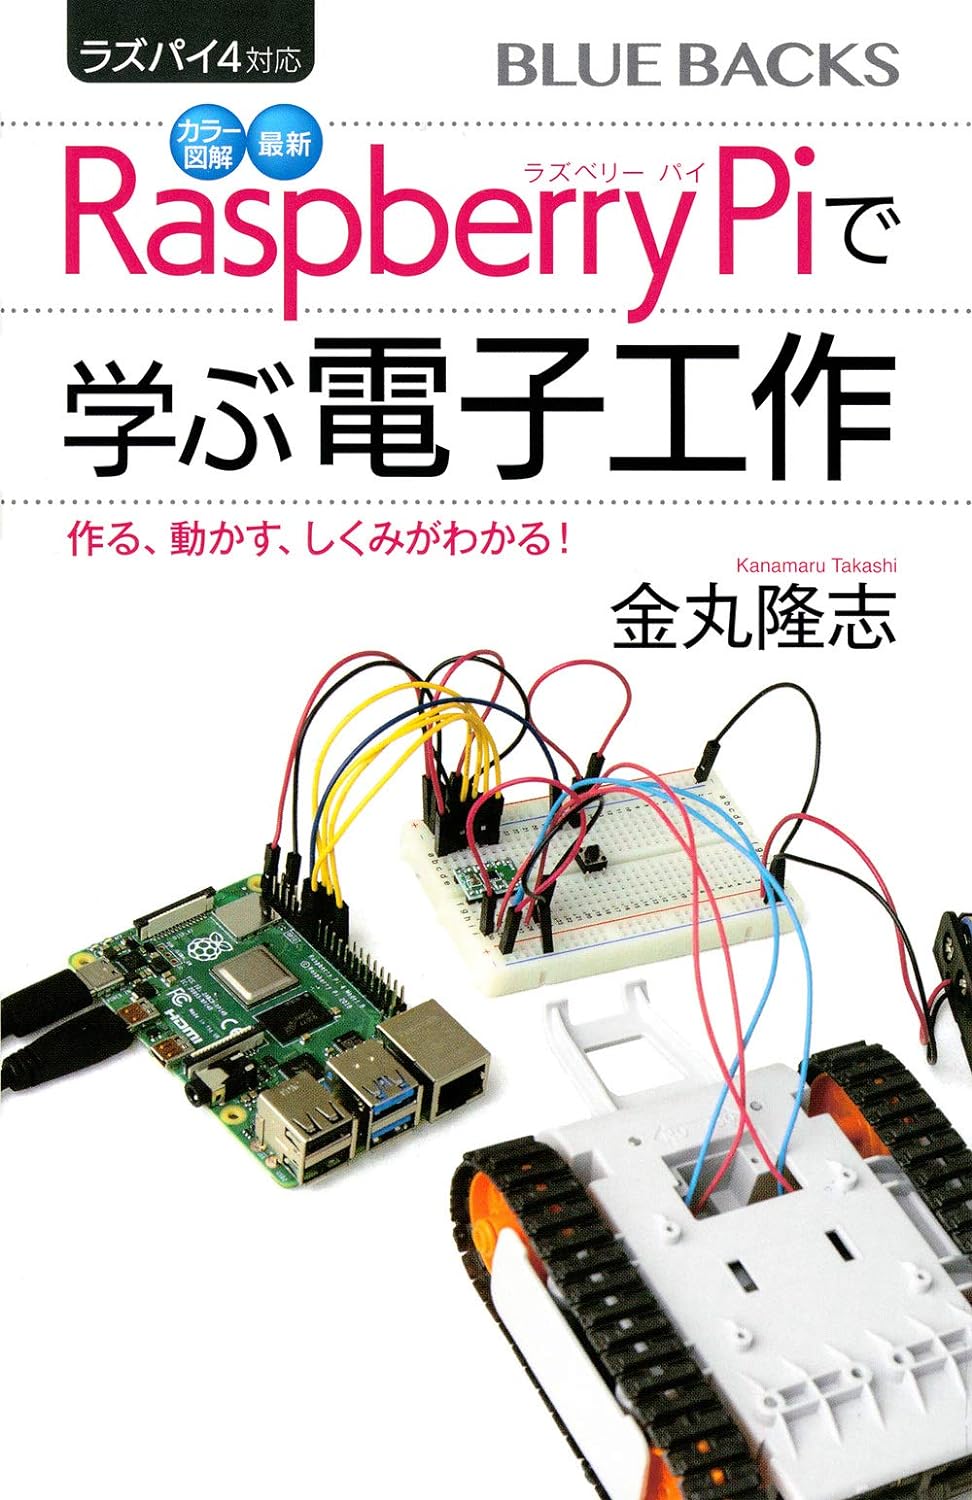 ラズパイ4対応
BLUE BACKS
カラー
図解
最新
ラズベリー パイ
Raspberry Piで
学ぶ電子工作
作る、動かす、しくみがわかる!
Kanamaru Takashi
金丸隆志
HDMI